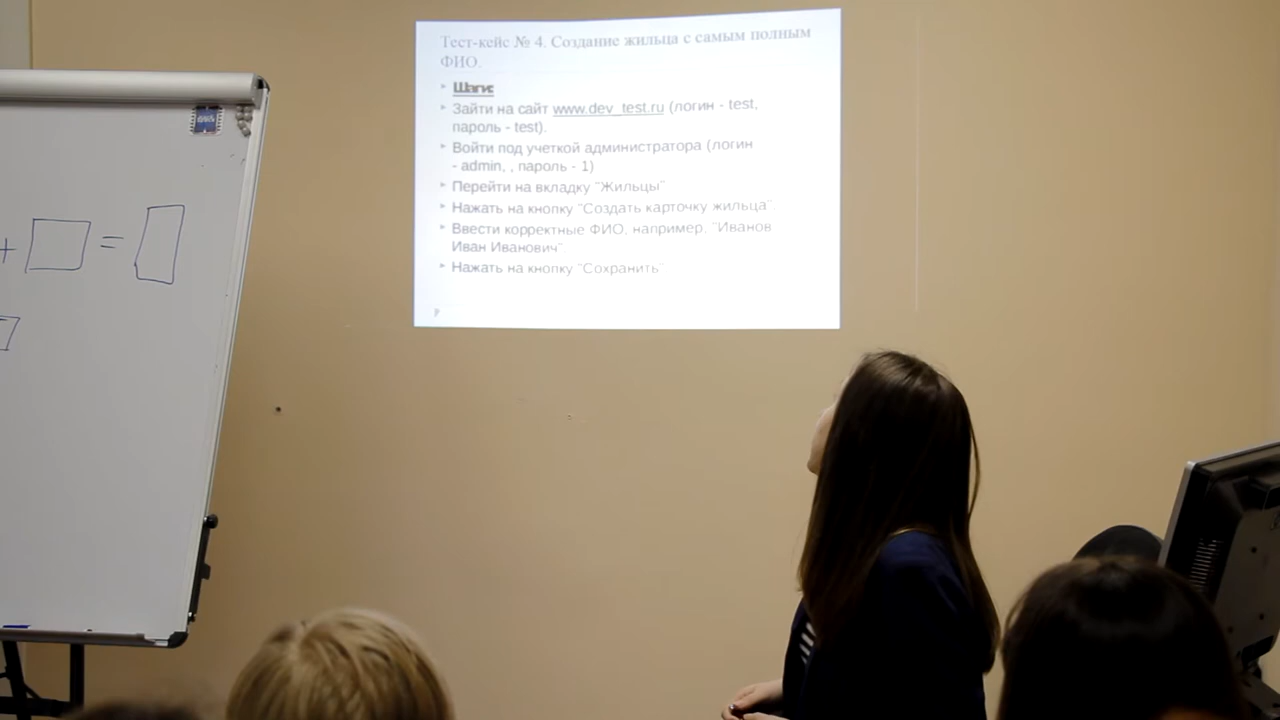 Тест-кейс № 4. Создание жильца с самым полным
ФИО.
Шаги:
Зайти на сайт www.dev_test.ru (логин - test,
пароль - test).
Войти под учеткой администратора (логин
- admin, , пароль - 1)
Перейти на вкладку "Жильцы"
Нажать на кнопку "Создать карточку жильца"
Ввести корректные ФИО, например, "Иванов
Иван Иванович"
Нажать на кнопку "Сохранить"
+ =